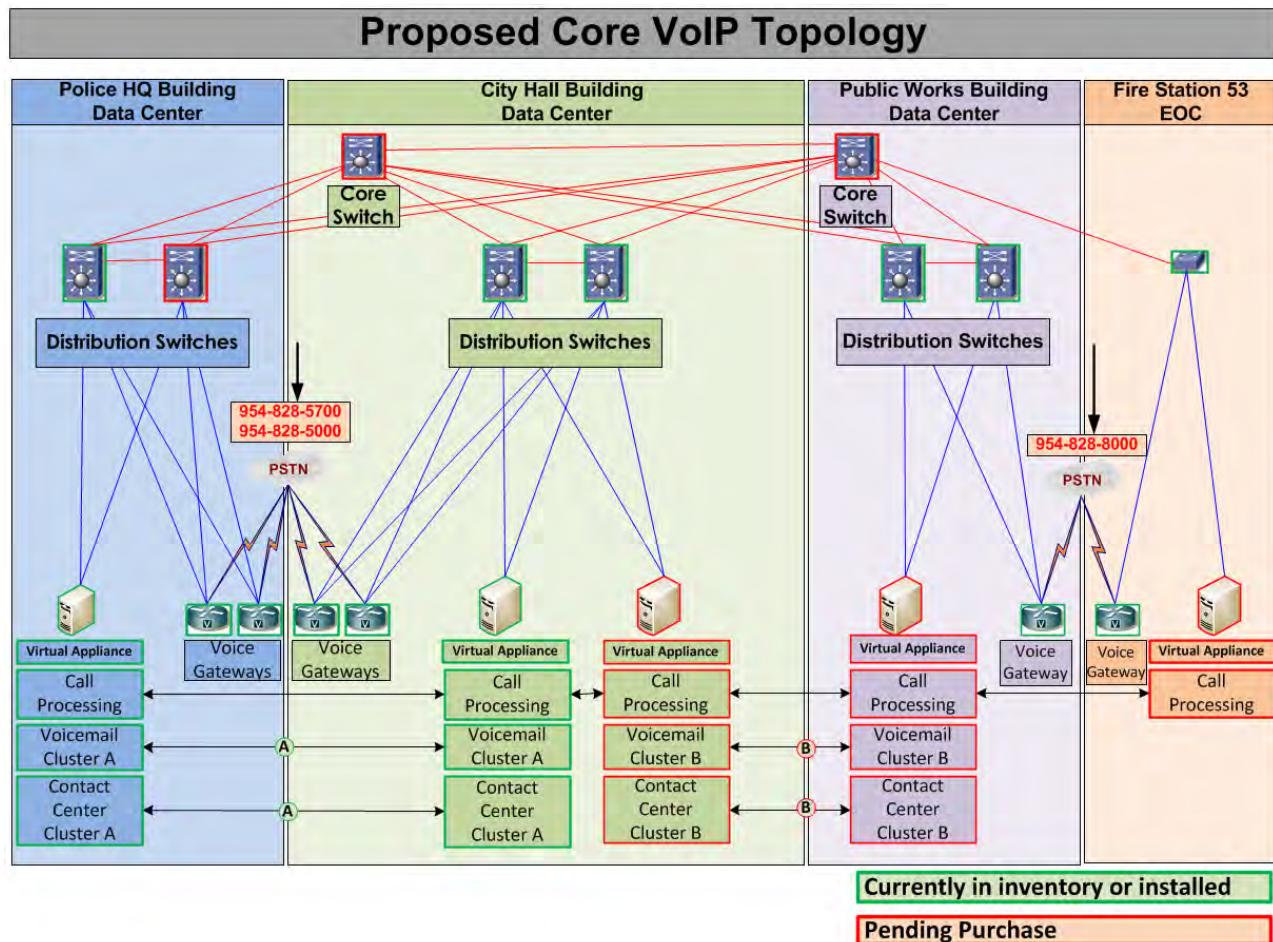 Proposed Core VoIP Topology
Police HQ Building
Data Center
City Hall Building
Data Center
Public Works Building
Data Center
Fire Station 53
EOC
Core
Switch
Core
Switch
Distribution Switches
Distribution Switches
Distribution Switches
954-828-5700
954-828-5000
PSTN
954-828-8000
PSTN
V
V
V
V
V
V
Virtual Appliance
Voice
Gateways
Voice
Gateways
Virtual Appliance
Virtual Appliance
Virtual Appliance
Voice
Gateway
Voice
Gateway
Virtual Appliance
Call
Processing
Call
Processing
Call
Processing
Call
Processing
Call
Processing
Voicemail
Cluster A
A
Voicemail
Cluster A
Voicemail
Cluster B
B
Voicemail
Cluster B
Contact
Center
Cluster A
A
Contact
Center
Cluster A
Contact
Center
Cluster B
B
Contact
Center
Cluster B
Currently in inventory or installed
Pending Purchase